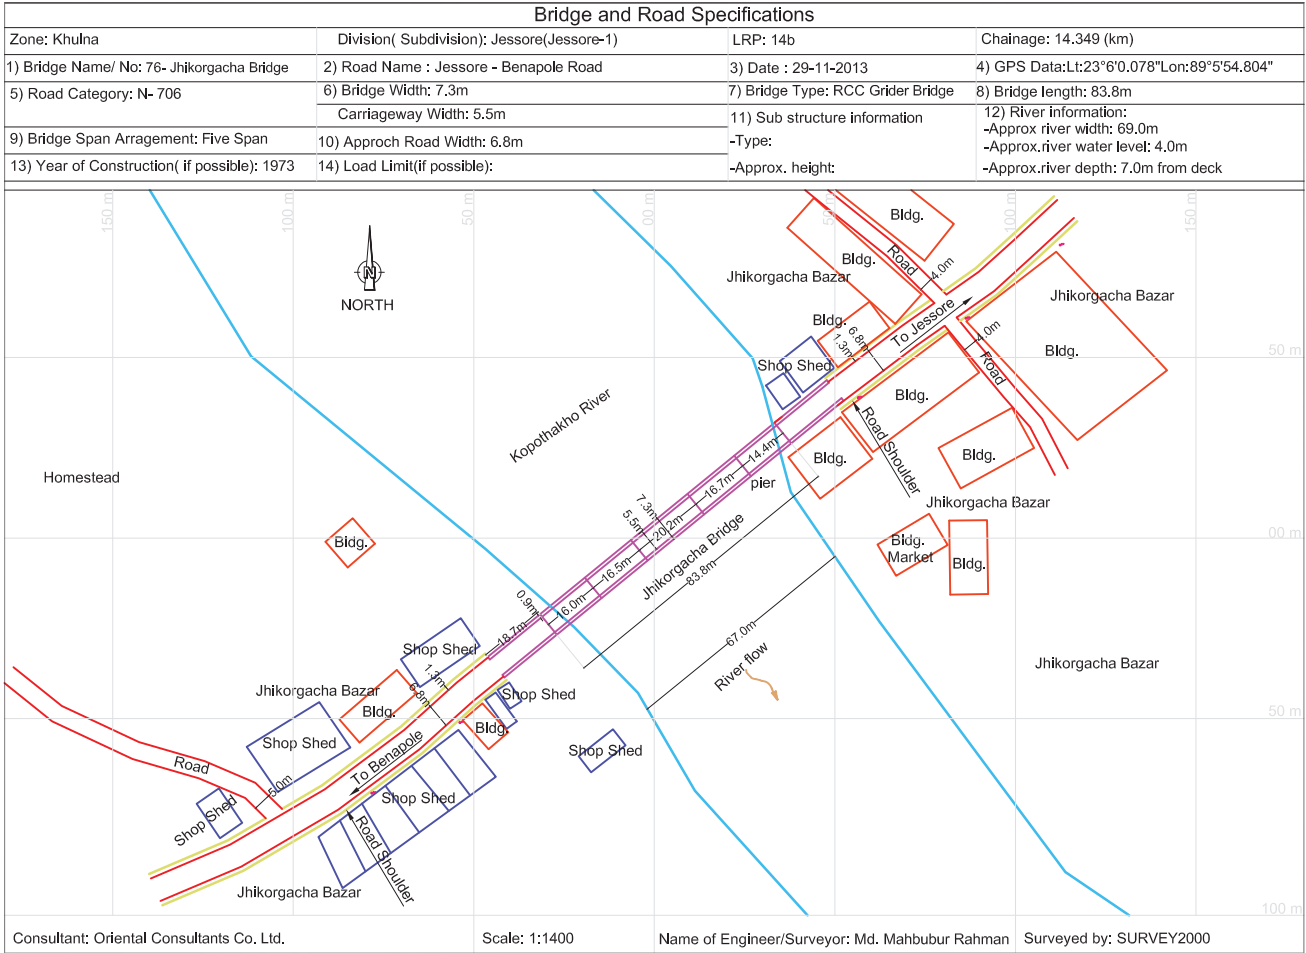 Bridge and Road Specifications
Zone: Khulna
Division( Subdivision): Jessore(Jessore-1)
LRP: 14b
Chainage: 14.349 (km)
1) Bridge Name/ No: 76- Jhikorgacha Bridge
2) Road Name : Jessore - Benapole Road
3) Date : 29-11-2013
4) GPS Data:Lt:23°6'0.078"Lon:89°5'54.804"
5) Road Category: N- 706
6) Bridge Width: 7.3m
Carriageway Width: 5.5m
7) Bridge Type: RCC Grider Bridge
8) Bridge length: 83.8m
9) Bridge Span Arragement: Five Span
10) Approch Road Width: 6.8m
11) Sub structure information
-Type:
-Approx. height:
12) River information:
-Approx river width: 69.0m
-Approx.river water level: 4.0m
-Approx.river depth: 7.0m from deck
13) Year of Construction( if possible): 1973
14) Load Limit(if possible):
150 m
100 m
50 m
00 m
50 m
100 m
150 m
N
NORTH
Bldg.
Bldg.
Road
4.0m
Jhikorgacha Bazar
Jhikorgacha Bazar
Bldg.
1.3m
6.8m
To Jessore
4.0m
Road
Bldg.
50 m
Shop Shed
Bldg.
Road Shoulder
Kopothakho River
Homestead
Bldg.
Bldg.
14.4m
16.7m
pier
Jhikorgacha Bazar
7.3m
5.5m
20.2m
Jhikorgacha Bridge
83.8m
Bldg.
Bldg.
Market
Bldg.
00 m
16.5m
16.0m
0.9m
18.7m
67.0m
River flow
Jhikorgacha Bazar
Shop Shed
1.3m
6.8m
Jhikorgacha Bazar
Bldg.
Shop Shed
Bldg.
50 m
Shop Shed
Shop Shed
Road
5.0m
To Benapole
Shop Shed
Shop Shed
Road Shoulder
Jhikorgacha Bazar
100 m
Consultant: Oriental Consultants Co. Ltd.
Scale: 1:1400
Name of Engineer/Surveyor: Md. Mahbubur Rahman
Surveyed by: SURVEY2000